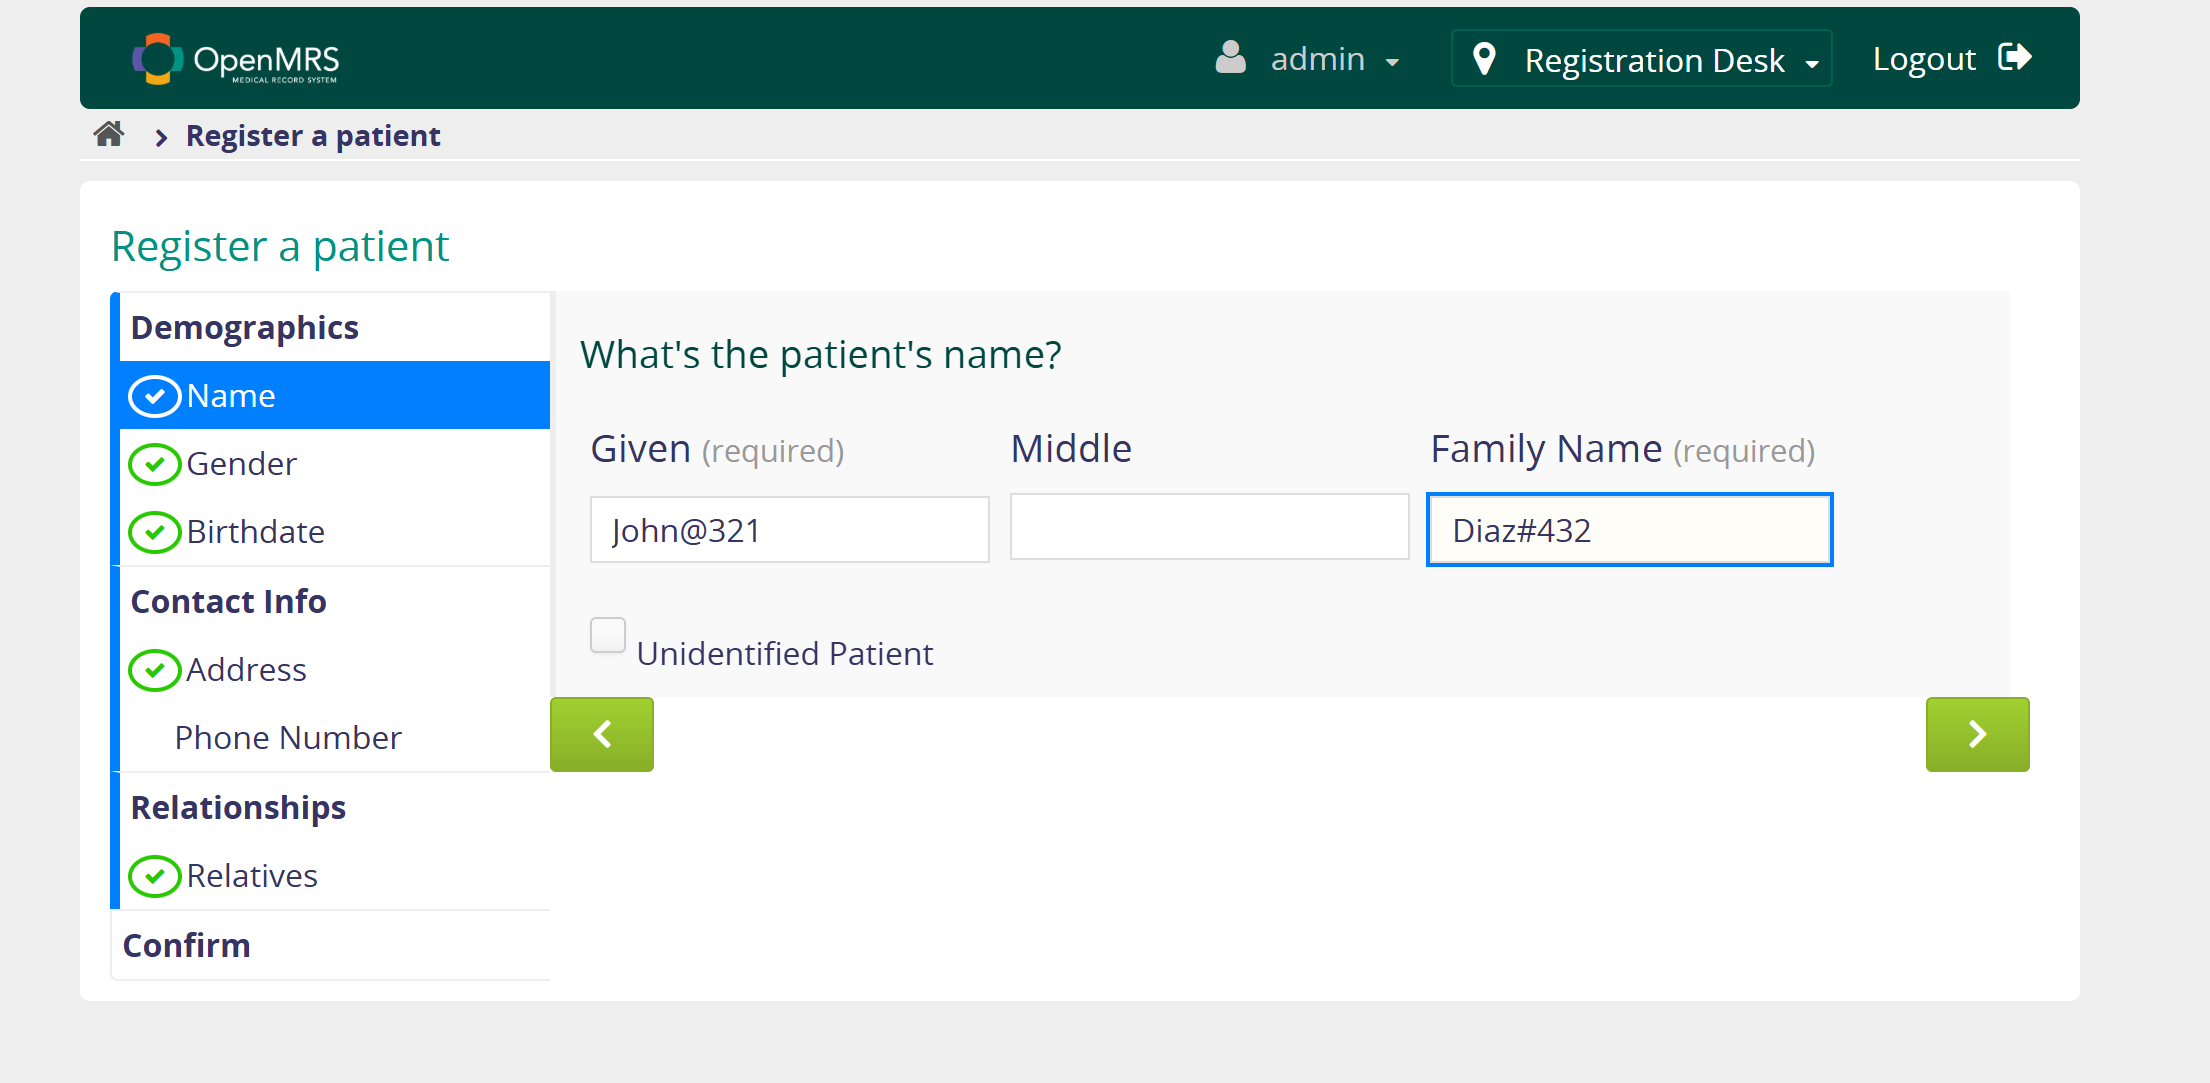 OpenMRS
MEDICAL RECORD SYSTEM
admin
Registration Desk
Logout
Register a patient
Register a patient
Demographics
Name
Gender
Birthdate
Contact Info
Address
Phone Number
Relationships
Relatives
Confirm
What's the patient's name?
Given (required)
Middle
Family Name (required)
John@321
Diaz#432
Unidentified Patient